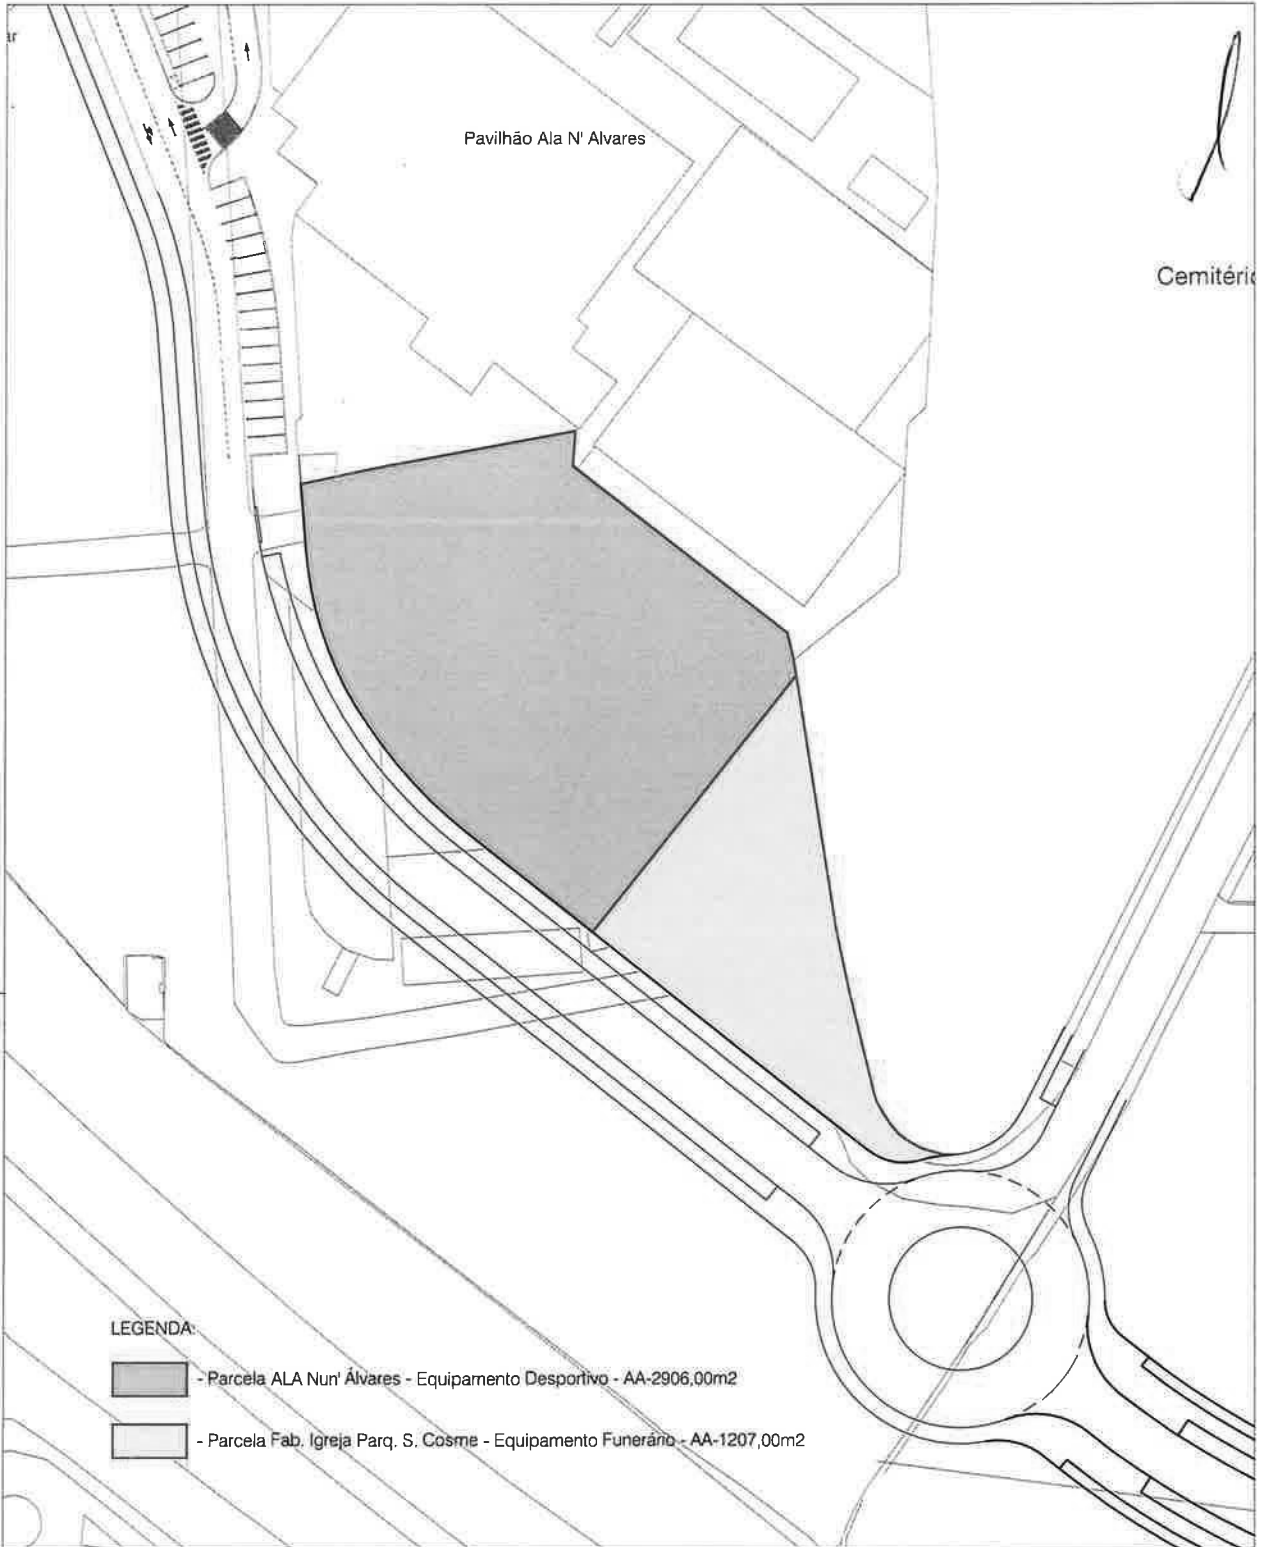 Pavilhão Ala N' Alvares
LEGENDA:
- Parcela ALA Nun' Álvares - Equipamento Desportivo - AA-2906,00m2
- Parcela Fab. Igreja Parq. S. Cosme - Equipamento Funerário - AA-1207,00m2